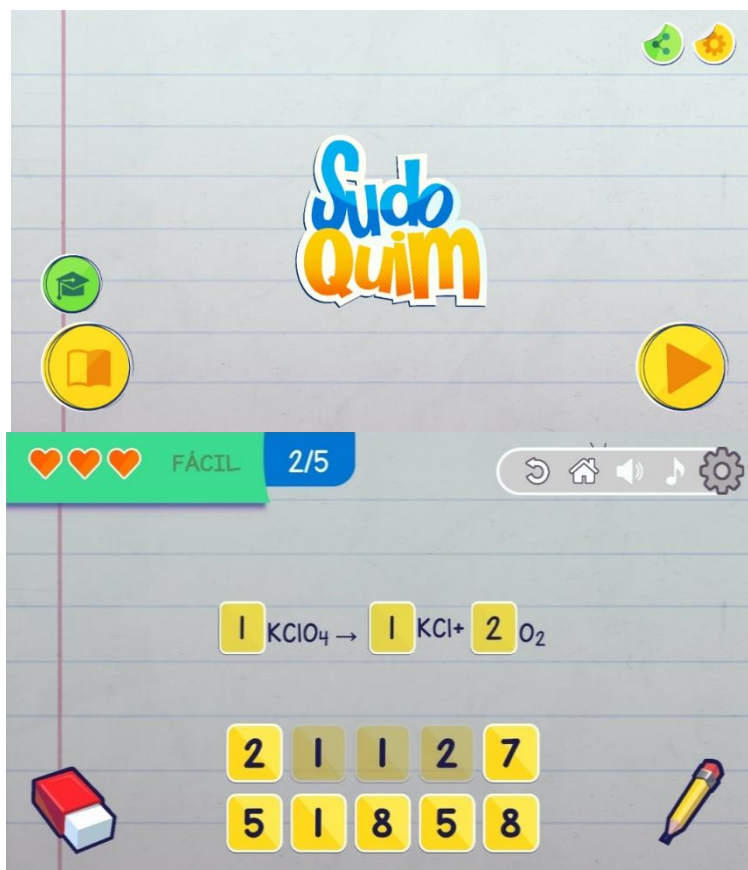 Sudo
Quim
FÁCIL 2/5
1 KClO₄ → 1 KCl+ 2 O₂
2 1 1 2 7
5 1 8 5 8